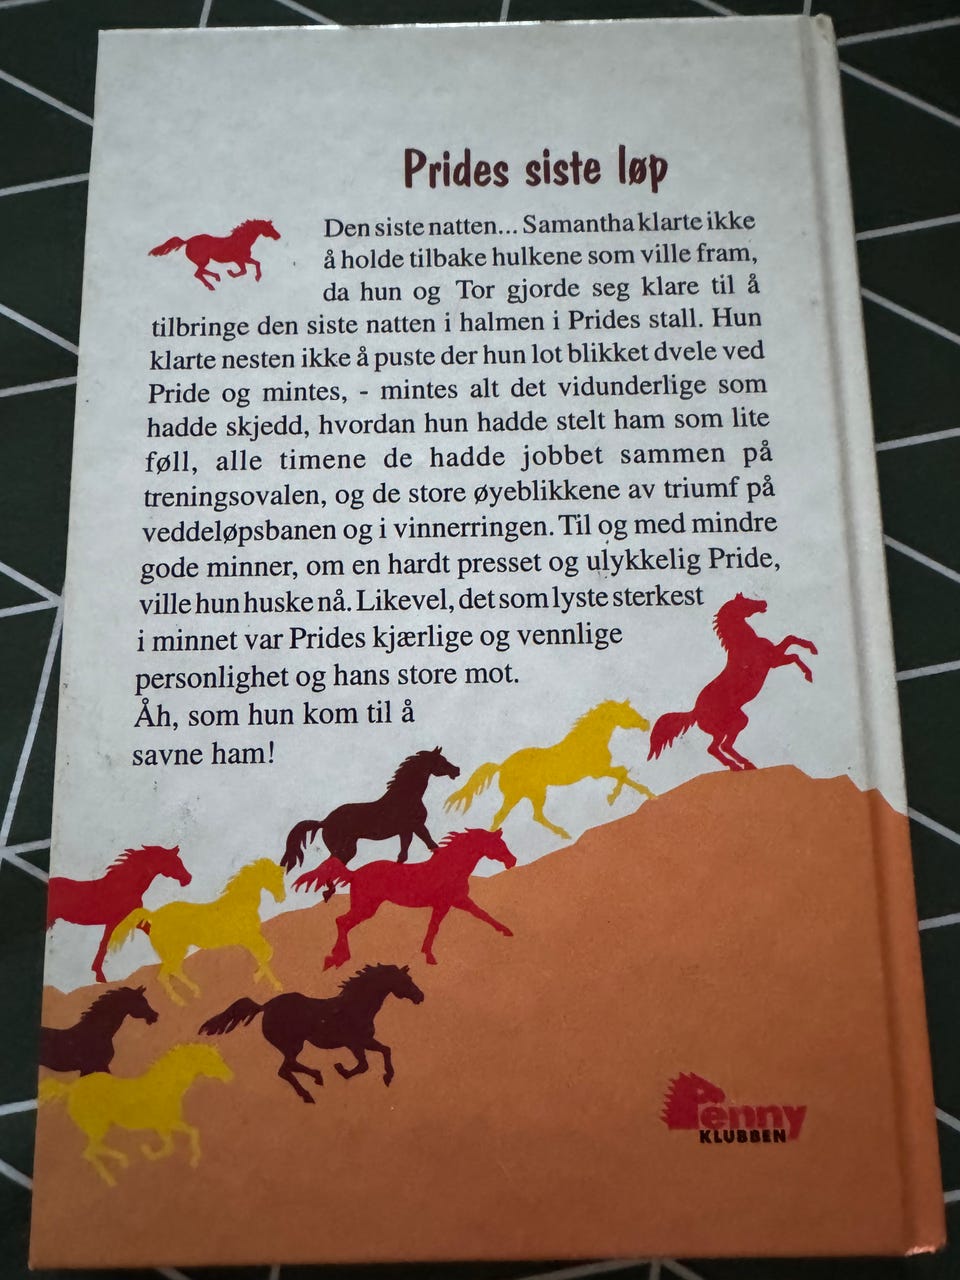 Prides siste løp
Den siste natten... Samantha klarte ikke
å holde tilbake hulkene som ville fram,
da hun og Tor gjorde seg klare til å
tilbringe den siste natten i halmen i Prides stall. Hun
klarte nesten ikke å puste der hun lot blikket dvele ved
Pride og mintes, - mintes alt det vidunderlige som
hadde skjedd, hvordan hun hadde stelt ham som lite
føll, alle timene de hadde jobbet sammen på
treningsovalen, og de store øyeblikkene av triumf på
veddeløpsbanen og i vinnerringen. Til og med mindre
gode minner, om en hardt presset og ulykkelig Pride,
ville hun huske nå. Likevel, det som lyste sterkest
i minnet var Prides kjærlige og vennlige
personlighet og hans store mot.
Åh, som hun kom til å
savne ham!
Penny
KLUBBEN